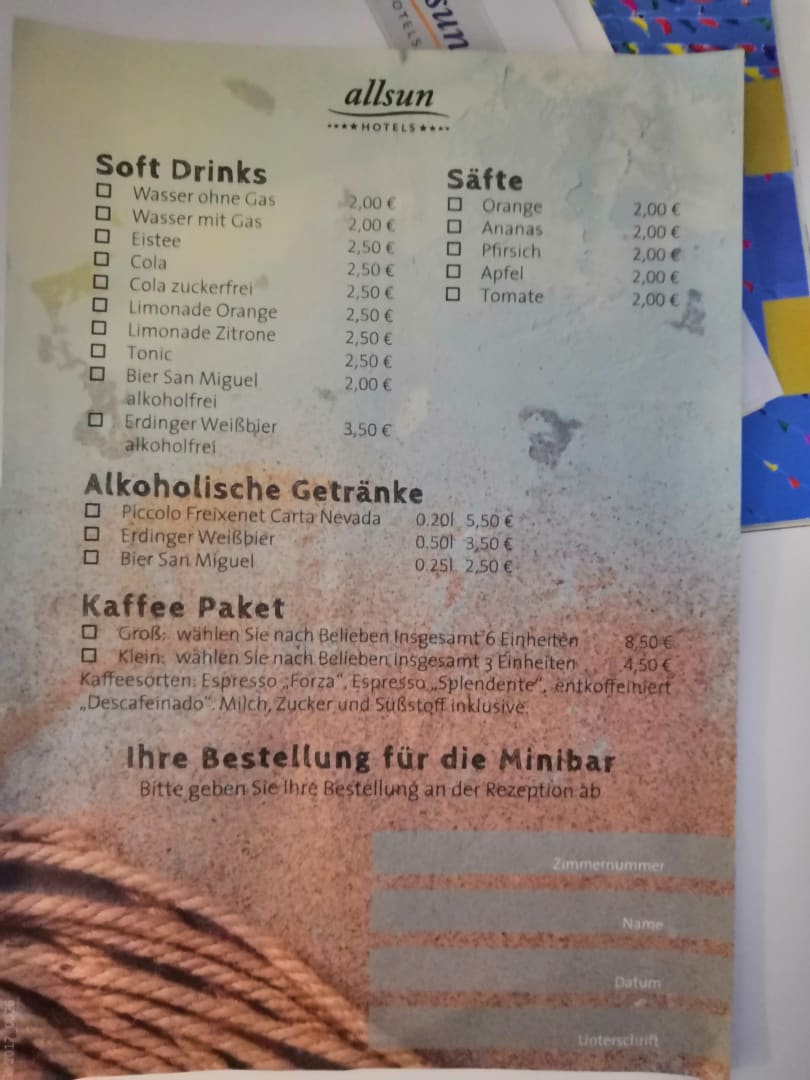 sun
OTELS
allsun
****HOTELS****
Soft Drinks
Wasser ohne Gas 2,00 €
Wasser mit Gas 2,00 €
Eistee 2,50 €
Cola 2,50 €
Cola zuckerfrei 2,50 €
Limonade Orange 2,50 €
Limonade Zitrone 2,50 €
Tonic 2,50 €
Bier San Miguel 2,00 €
alkoholfrei
Erdinger Weißbier 3,50 €
alkoholfrei
Säfte
Orange 2,00 €
Ananas 2,00 €
Pfirsich 2,00 €
Apfel 2,00 €
Tomate 2,00 €
Alkoholische Getränke
Piccolo Freixenet Carta Nevada 0.20l 5,50 €
Erdinger Weißbier 0.50l 3,50 €
Bier San Miguel 0.25l 2,50 €
Kaffee Paket
Groß: wählen Sie nach Belieben insgesamt 6 Einheiten 8,50 €
Klein: wählen Sie nach Belieben insgesamt 3 Einheiten 4,50 €
Kaffeesorten: Espresso „Forza“, Espresso „Splendente“, entkoffeiniert
„Descafeinado“. Milch, Zucker und Süßstoff inklusive.
Ihre Bestellung für die Minibar
Bitte geben Sie Ihre Bestellung an der Rezeption ab
Zimmernummer
Name
Datum
Unterschrift